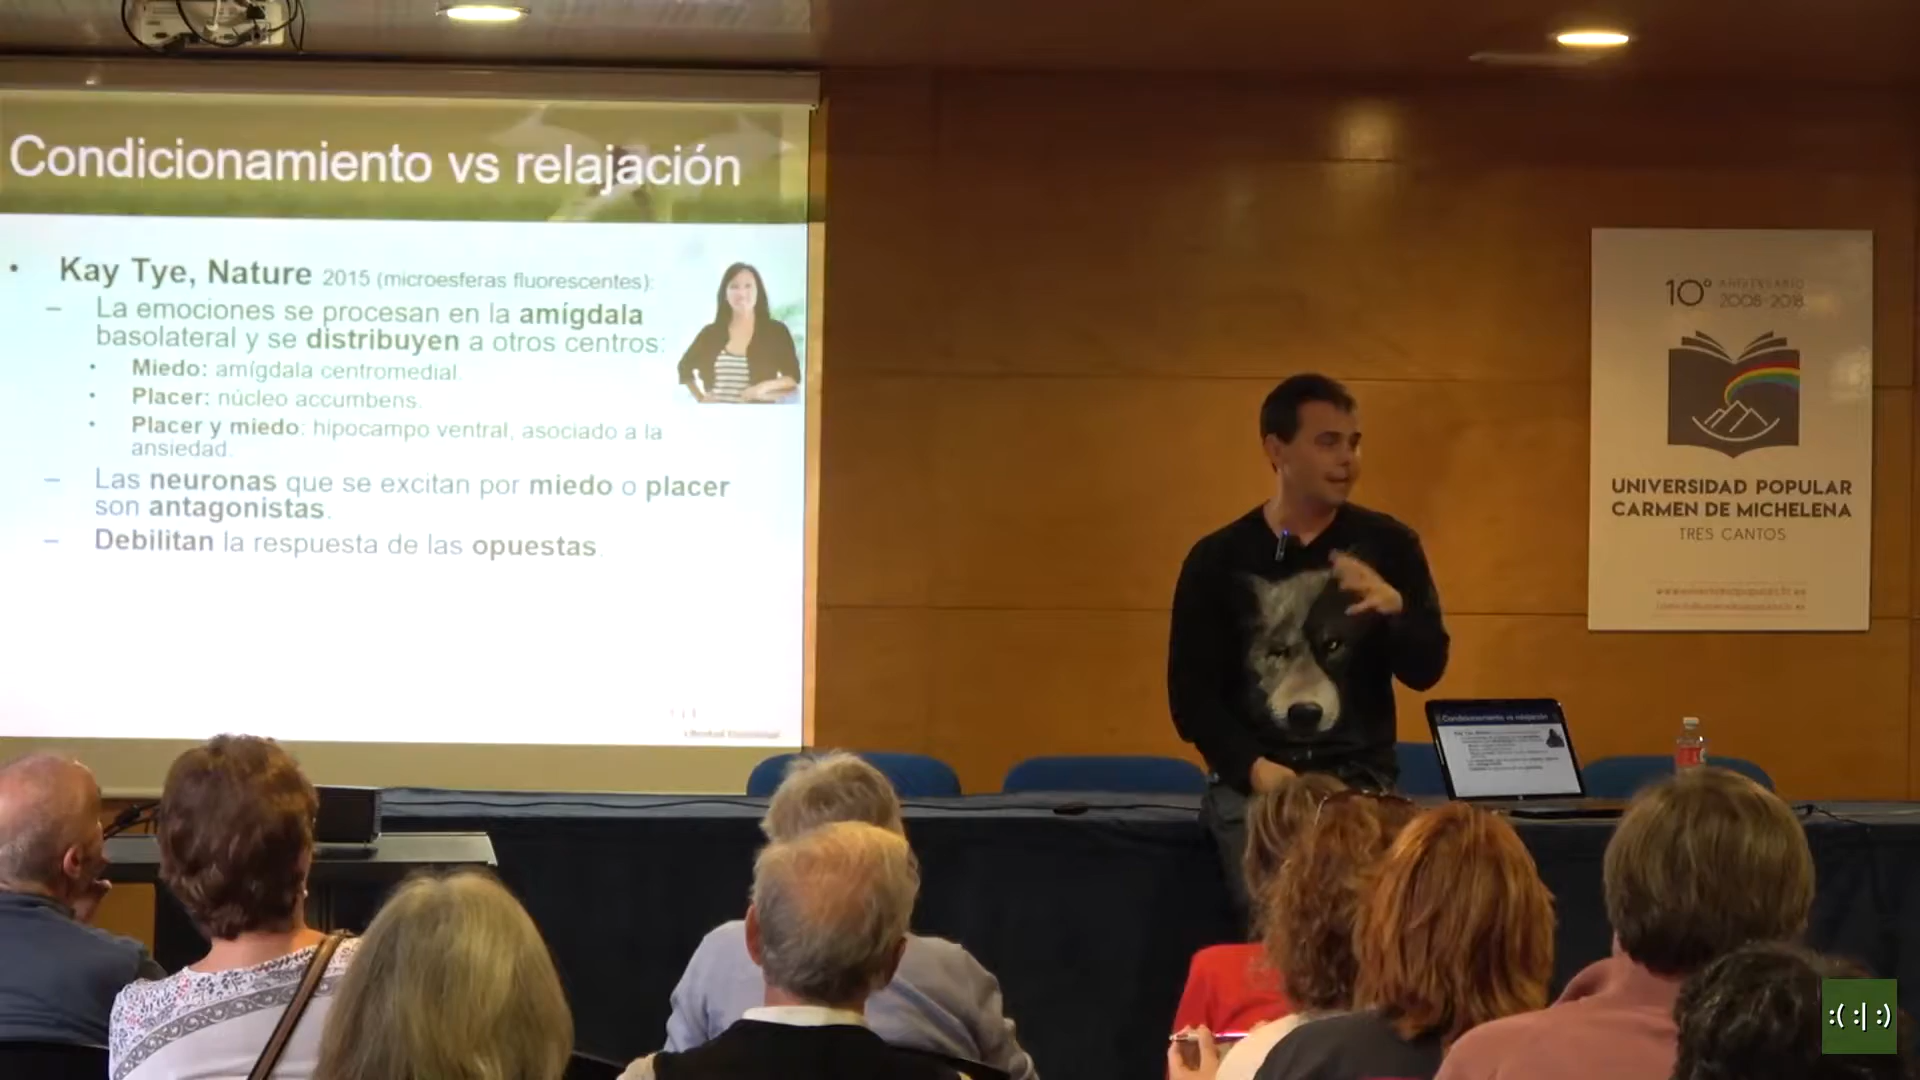 Condicionamiento vs relajación
• Kay Tye, Nature 2015 (microesferas fluorescentes):
– La emociones se procesan en la amígdala
basolateral y se distribuyen a otros centros:
• Miedo: amígdala centromedial.
• Placer: núcleo accumbens.
• Placer y miedo: hipocampo ventral, asociado a la
ansiedad.
– Las neuronas que se excitan por miedo o placer
son antagonistas.
– Debilitan la respuesta de las opuestas.
10º ANIVERSARIO
2008-2018
UNIVERSIDAD POPULAR
CARMEN DE MICHELENA
TRES CANTOS
Condicionamiento vs relajación
:( :| :)